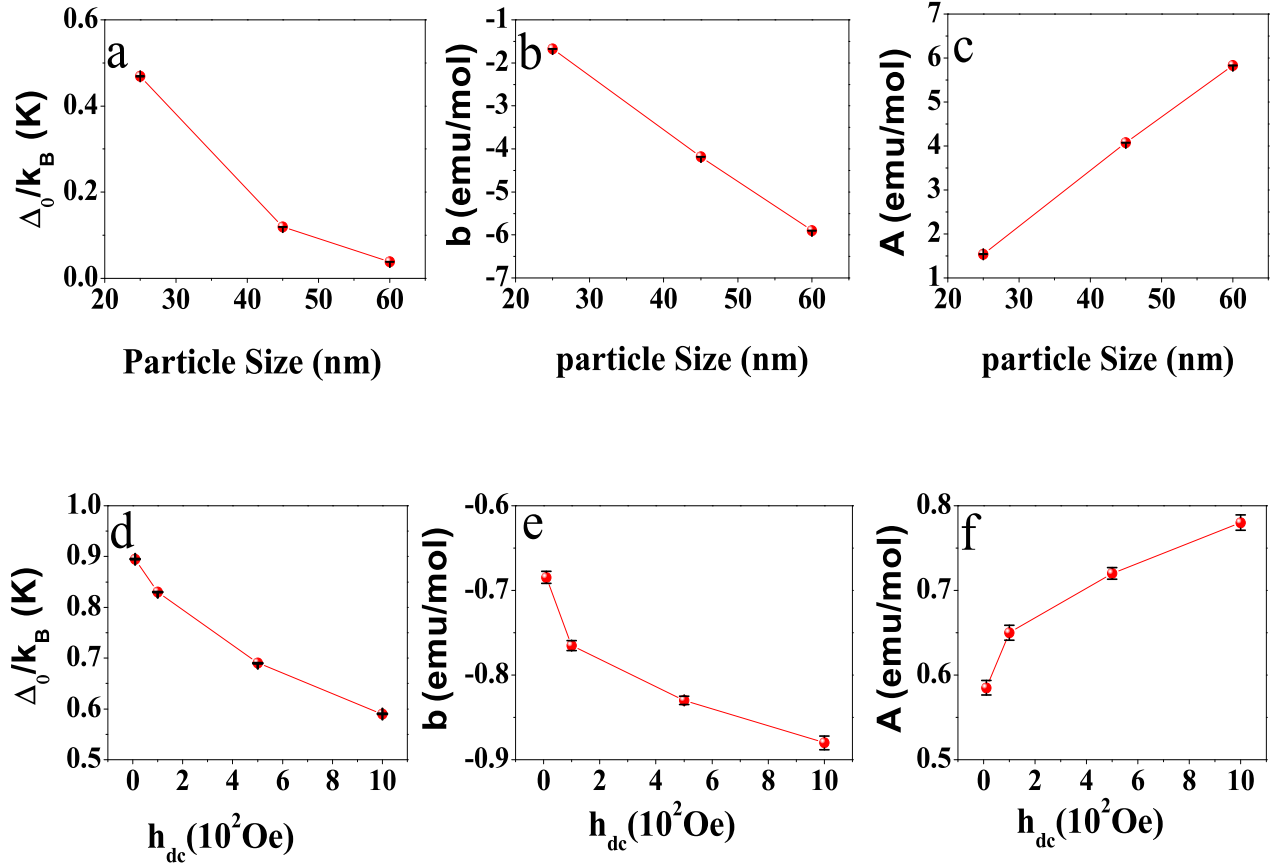 a
Δ0/kB (K)
0.6
0.4
0.2
0.0
20 30 40 50 60
Particle Size (nm)
b
b (emu/mol)
-1
-2
-3
-4
-5
-6
-7
20 30 40 50 60
particle Size (nm)
c
A (emu/mol)
7
6
5
4
3
2
1
20 30 40 50 60
particle Size (nm)
d
Δ0/kB (K)
1.0
0.9
0.8
0.7
0.6
0.5
0 2 4 6 8 10
hdc(10²Oe)
e
b (emu/mol)
-0.6
-0.7
-0.8
-0.9
0 2 4 6 8 10
hdc(10²Oe)
f
A (emu/mol)
0.8
0.7
0.6
0.5
0 2 4 6 8 10
hdc(10²Oe)